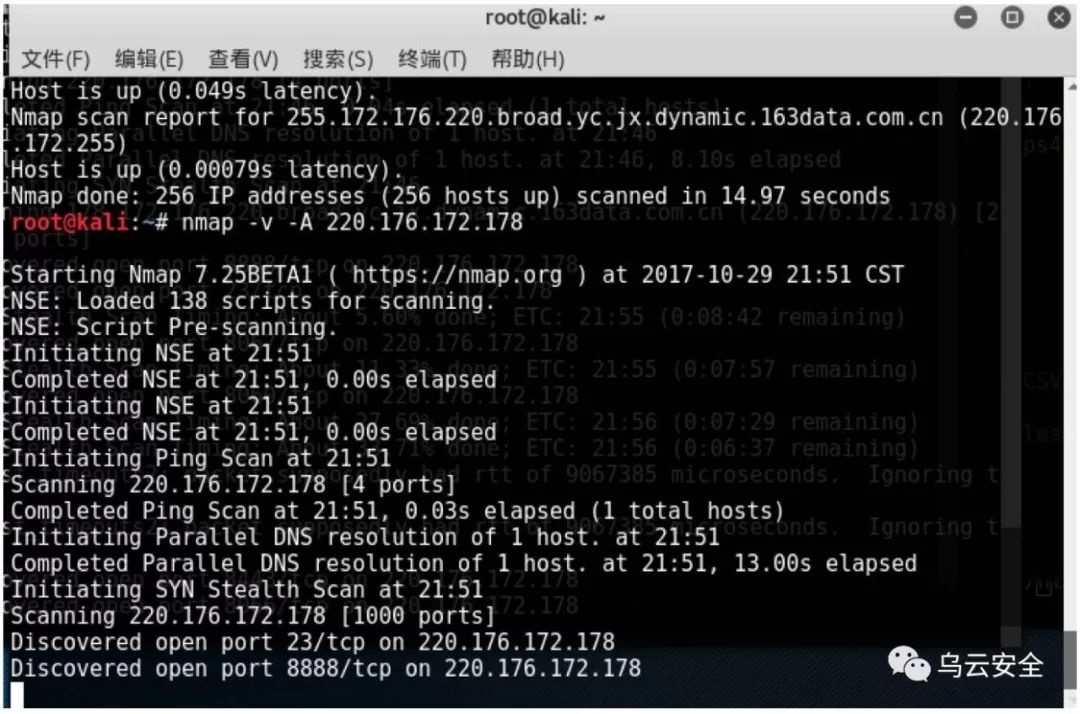 root@kali: ~
文件(F) 编辑(E) 查看(V) 搜索(S) 终端(T) 帮助(H)
Host is up (0.049s latency).
Nmap scan report for 255.172.176.220.broad.yc.jx.dynamic.163data.com.cn (220.176
.172.255)
Host is up (0.00079s latency).
Nmap done: 256 IP addresses (256 hosts up) scanned in 14.97 seconds
root@kali:~# nmap -v -A 220.176.172.178
Starting Nmap 7.25BETA1 ( https://nmap.org ) at 2017-10-29 21:51 CST
NSE: Loaded 138 scripts for scanning.
NSE: Script Pre-scanning.
Initiating NSE at 21:51
Completed NSE at 21:51, 0.00s elapsed
Initiating NSE at 21:51
Completed NSE at 21:51, 0.00s elapsed
Initiating Ping Scan at 21:51
Scanning 220.176.172.178 [4 ports]
Completed Ping Scan at 21:51, 0.03s elapsed (1 total hosts)
Initiating Parallel DNS resolution of 1 host. at 21:51
Completed Parallel DNS resolution of 1 host. at 21:51, 13.00s elapsed
Initiating SYN Stealth Scan at 21:51
Scanning 220.176.172.178 [1000 ports]
Discovered open port 23/tcp on 220.176.172.178
Discovered open port 8888/tcp on 220.176.172.178
乌云安全